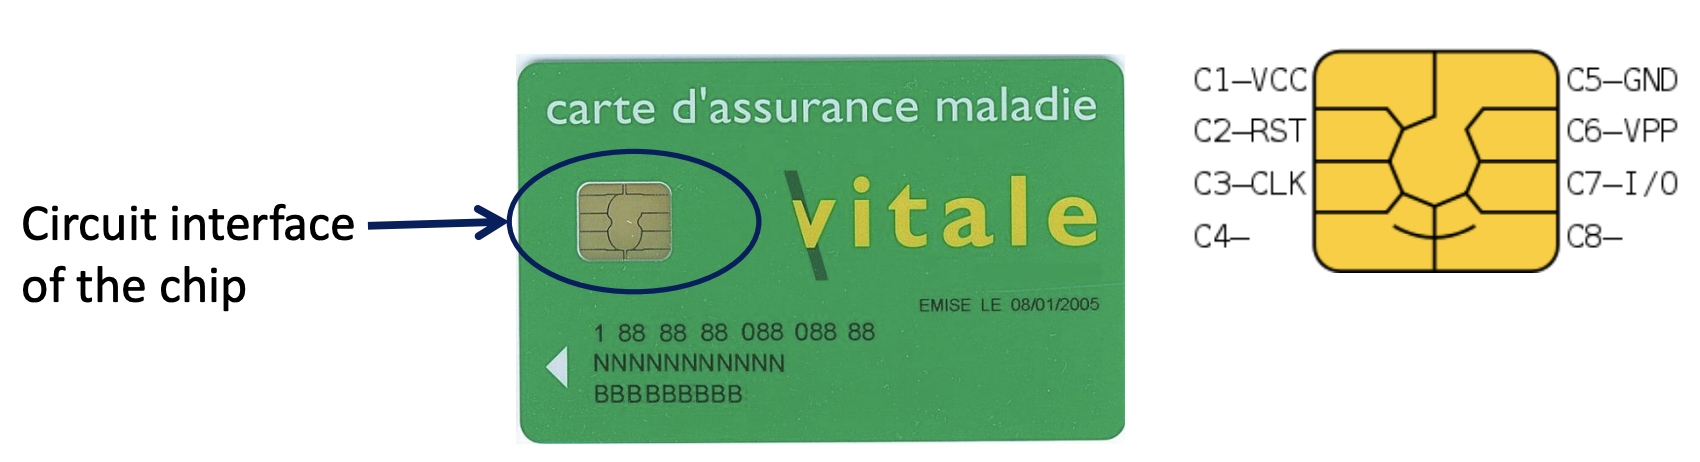 Circuit interface
of the chip
carte d'assurance maladie
vitale
EMISE LE 08/01/2005
1 88 88 88 088 088 88
NNNNNNNNNNNN
BBBBBBBBB
C1–VCC
C2–RST
C3–CLK
C4–
C5–GND
C6–VPP
C7–I/O
C8–